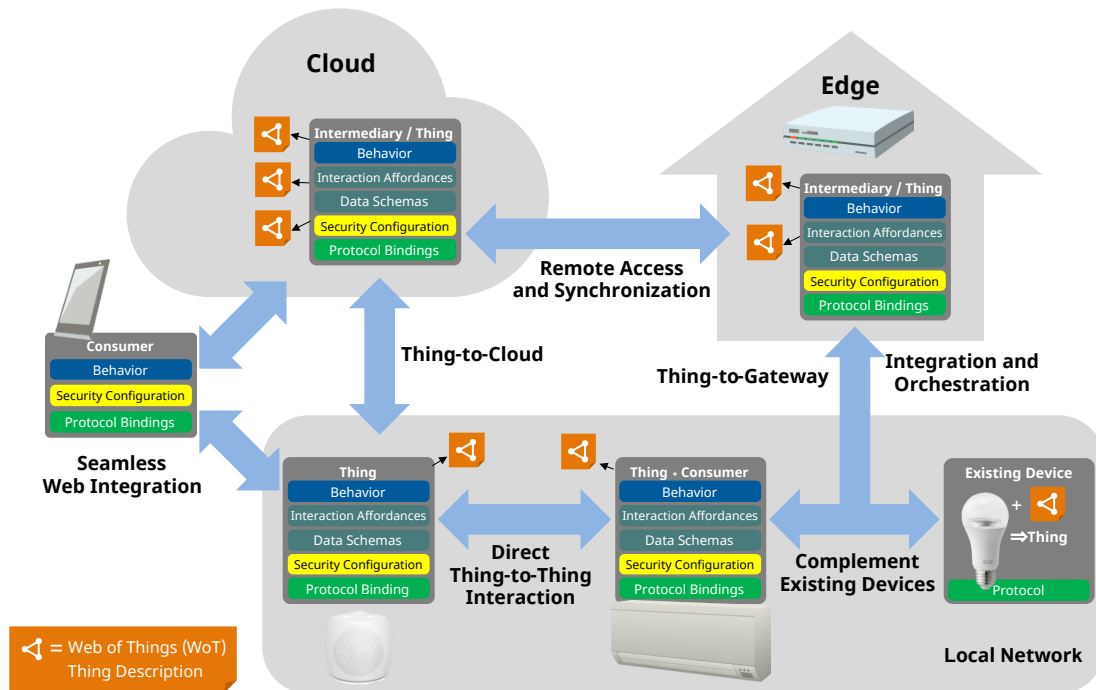 Cloud
Intermediary / Thing
Behavior
Interaction Affordances
Data Schemas
Security Configuration
Protocol Bindings
Edge
Intermediary / Thing
Behavior
Interaction Affordances
Data Schemas
Security Configuration
Protocol Bindings
Remote Access
and Synchronization
Consumer
Behavior
Security Configuration
Protocol Bindings
Thing-to-Cloud
Thing-to-Gateway
Integration and
Orchestration
Seamless
Web Integration
Thing
Behavior
Interaction Affordances
Data Schemas
Security Configuration
Protocol Binding
Direct
Thing-to-Thing
Interaction
Thing + Consumer
Behavior
Interaction Affordances
Data Schemas
Security Configuration
Protocol Bindings
Complement
Existing Devices
Existing Device
+
⇒Thing
Protocol
Local Network
= Web of Things (WoT)
Thing Description